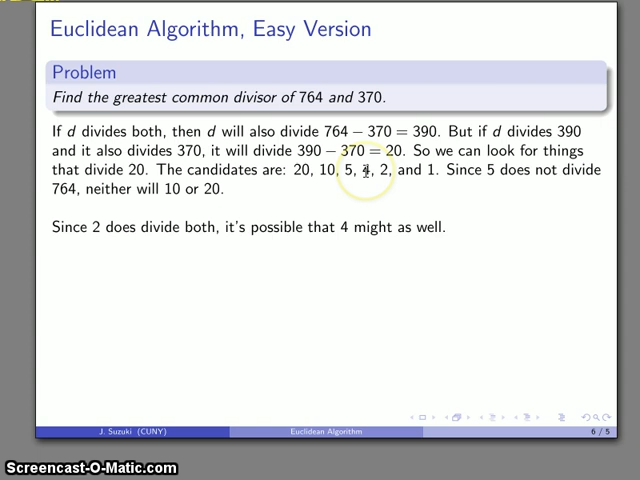 Euclidean Algorithm, Easy Version
Problem
Find the greatest common divisor of 764 and 370.
If d divides both, then d will also divide 764 − 370 = 390. But if d divides 390
and it also divides 370, it will divide 390 − 370 = 20. So we can look for things
that divide 20. The candidates are: 20, 10, 5, 4, 2, and 1. Since 5 does not divide
764, neither will 10 or 20.
Since 2 does divide both, it's possible that 4 might as well.
J. Suzuki (CUNY)
Euclidean Algorithm
6 / 5
Screencast-O-Matic.com